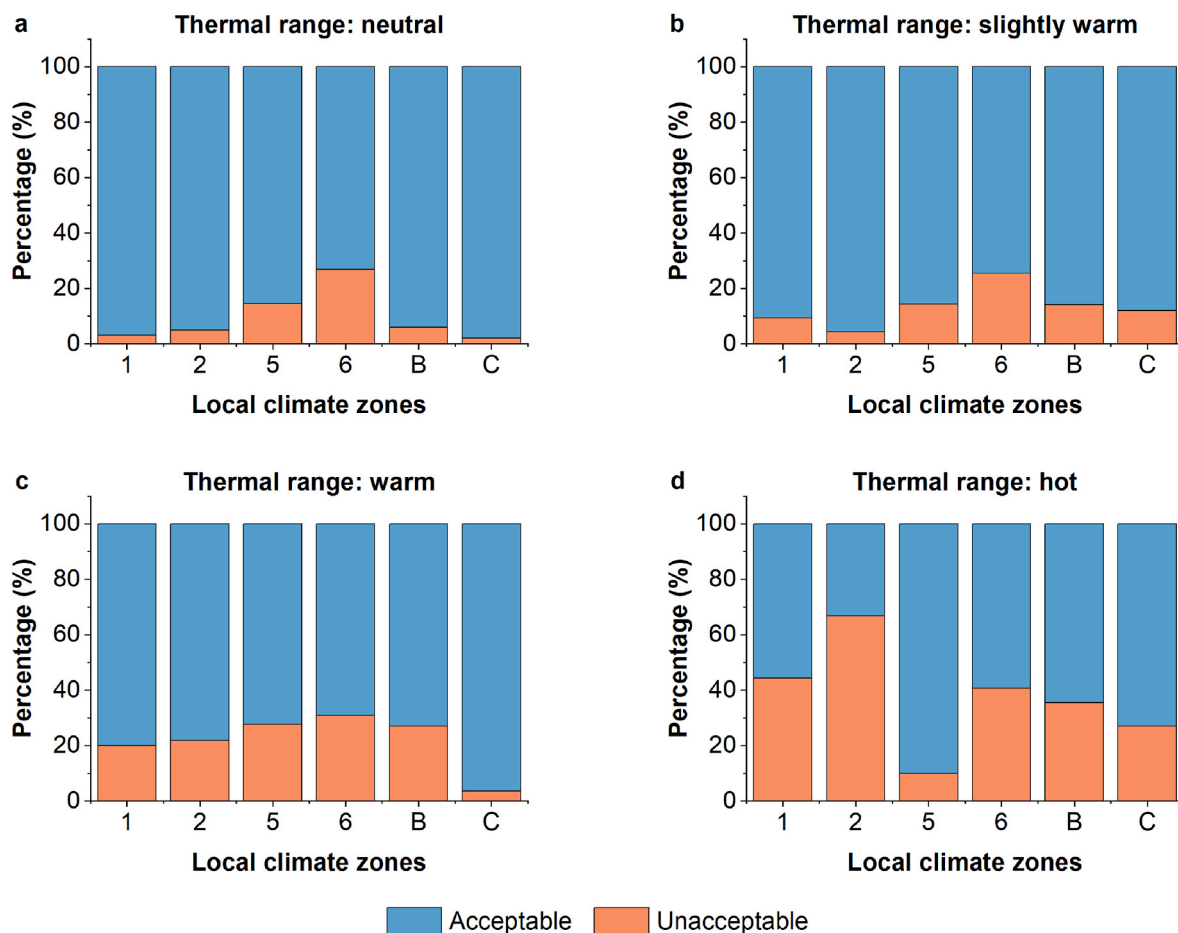 a Thermal range: neutral
100
80
60
40
20
0
Percentage (%)
1 2 5 6 B C
Local climate zones
b Thermal range: slightly warm
100
80
60
40
20
0
Percentage (%)
1 2 5 6 B C
Local climate zones
c Thermal range: warm
100
80
60
40
20
0
Percentage (%)
1 2 5 6 B C
Local climate zones
d Thermal range: hot
100
80
60
40
20
0
Percentage (%)
1 2 5 6 B C
Local climate zones
Acceptable Unacceptable